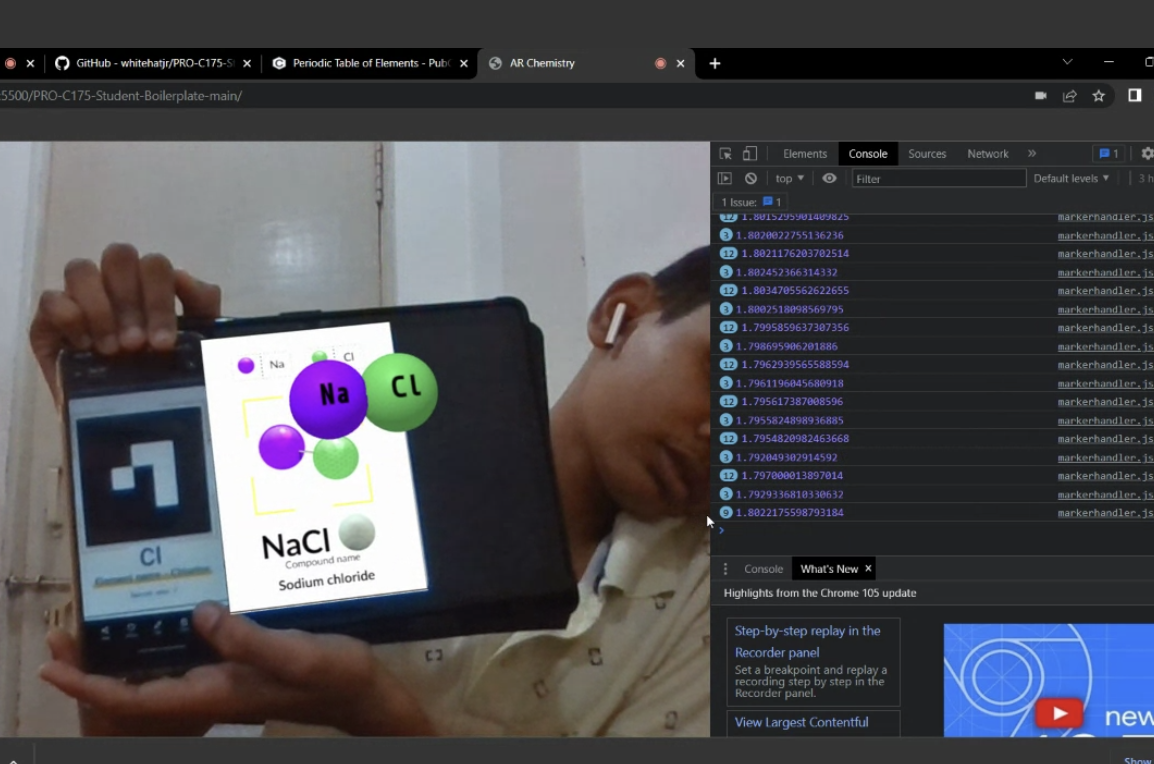 GitHub - whitehatjr/PRO-C175-S
Periodic Table of Elements - Pub
AR Chemistry
:5500/PRO-C175-Student-Boilerplate-main/
Elements Console Sources Network 1
top Filter Default levels 3 h
1 Issue: 1
12 1.8015295901409825 markerhandler.js
3 1.8020022755136236 markerhandler.js
12 1.8021176203702514 markerhandler.js
3 1.802452366314332 markerhandler.js
12 1.8034705562622655 markerhandler.js
3 1.8002518098569795 markerhandler.js
12 1.7995859637307356 markerhandler.js
3 1.798695906201886 markerhandler.js
12 1.7962939565588594 markerhandler.js
3 1.7961196045680918 markerhandler.js
12 1.795617387008596 markerhandler.js
3 1.7955824898936885 markerhandler.js
12 1.7954820982463668 markerhandler.js
3 1.792049302914592 markerhandler.js
12 1.797000013897014 markerhandler.js
3 1.7929336810330632 markerhandler.js
9 1.8022175598793184 markerhandler.js
Console What's New
Highlights from the Chrome 105 update
Step-by-step replay in the
Recorder panel
Set a breakpoint and replay a
recording step by step in the
Recorder panel.
View Largest Contentful
new
Show
Na Cl
Na Cl
NaCl
Compound name
Sodium chloride
Cl